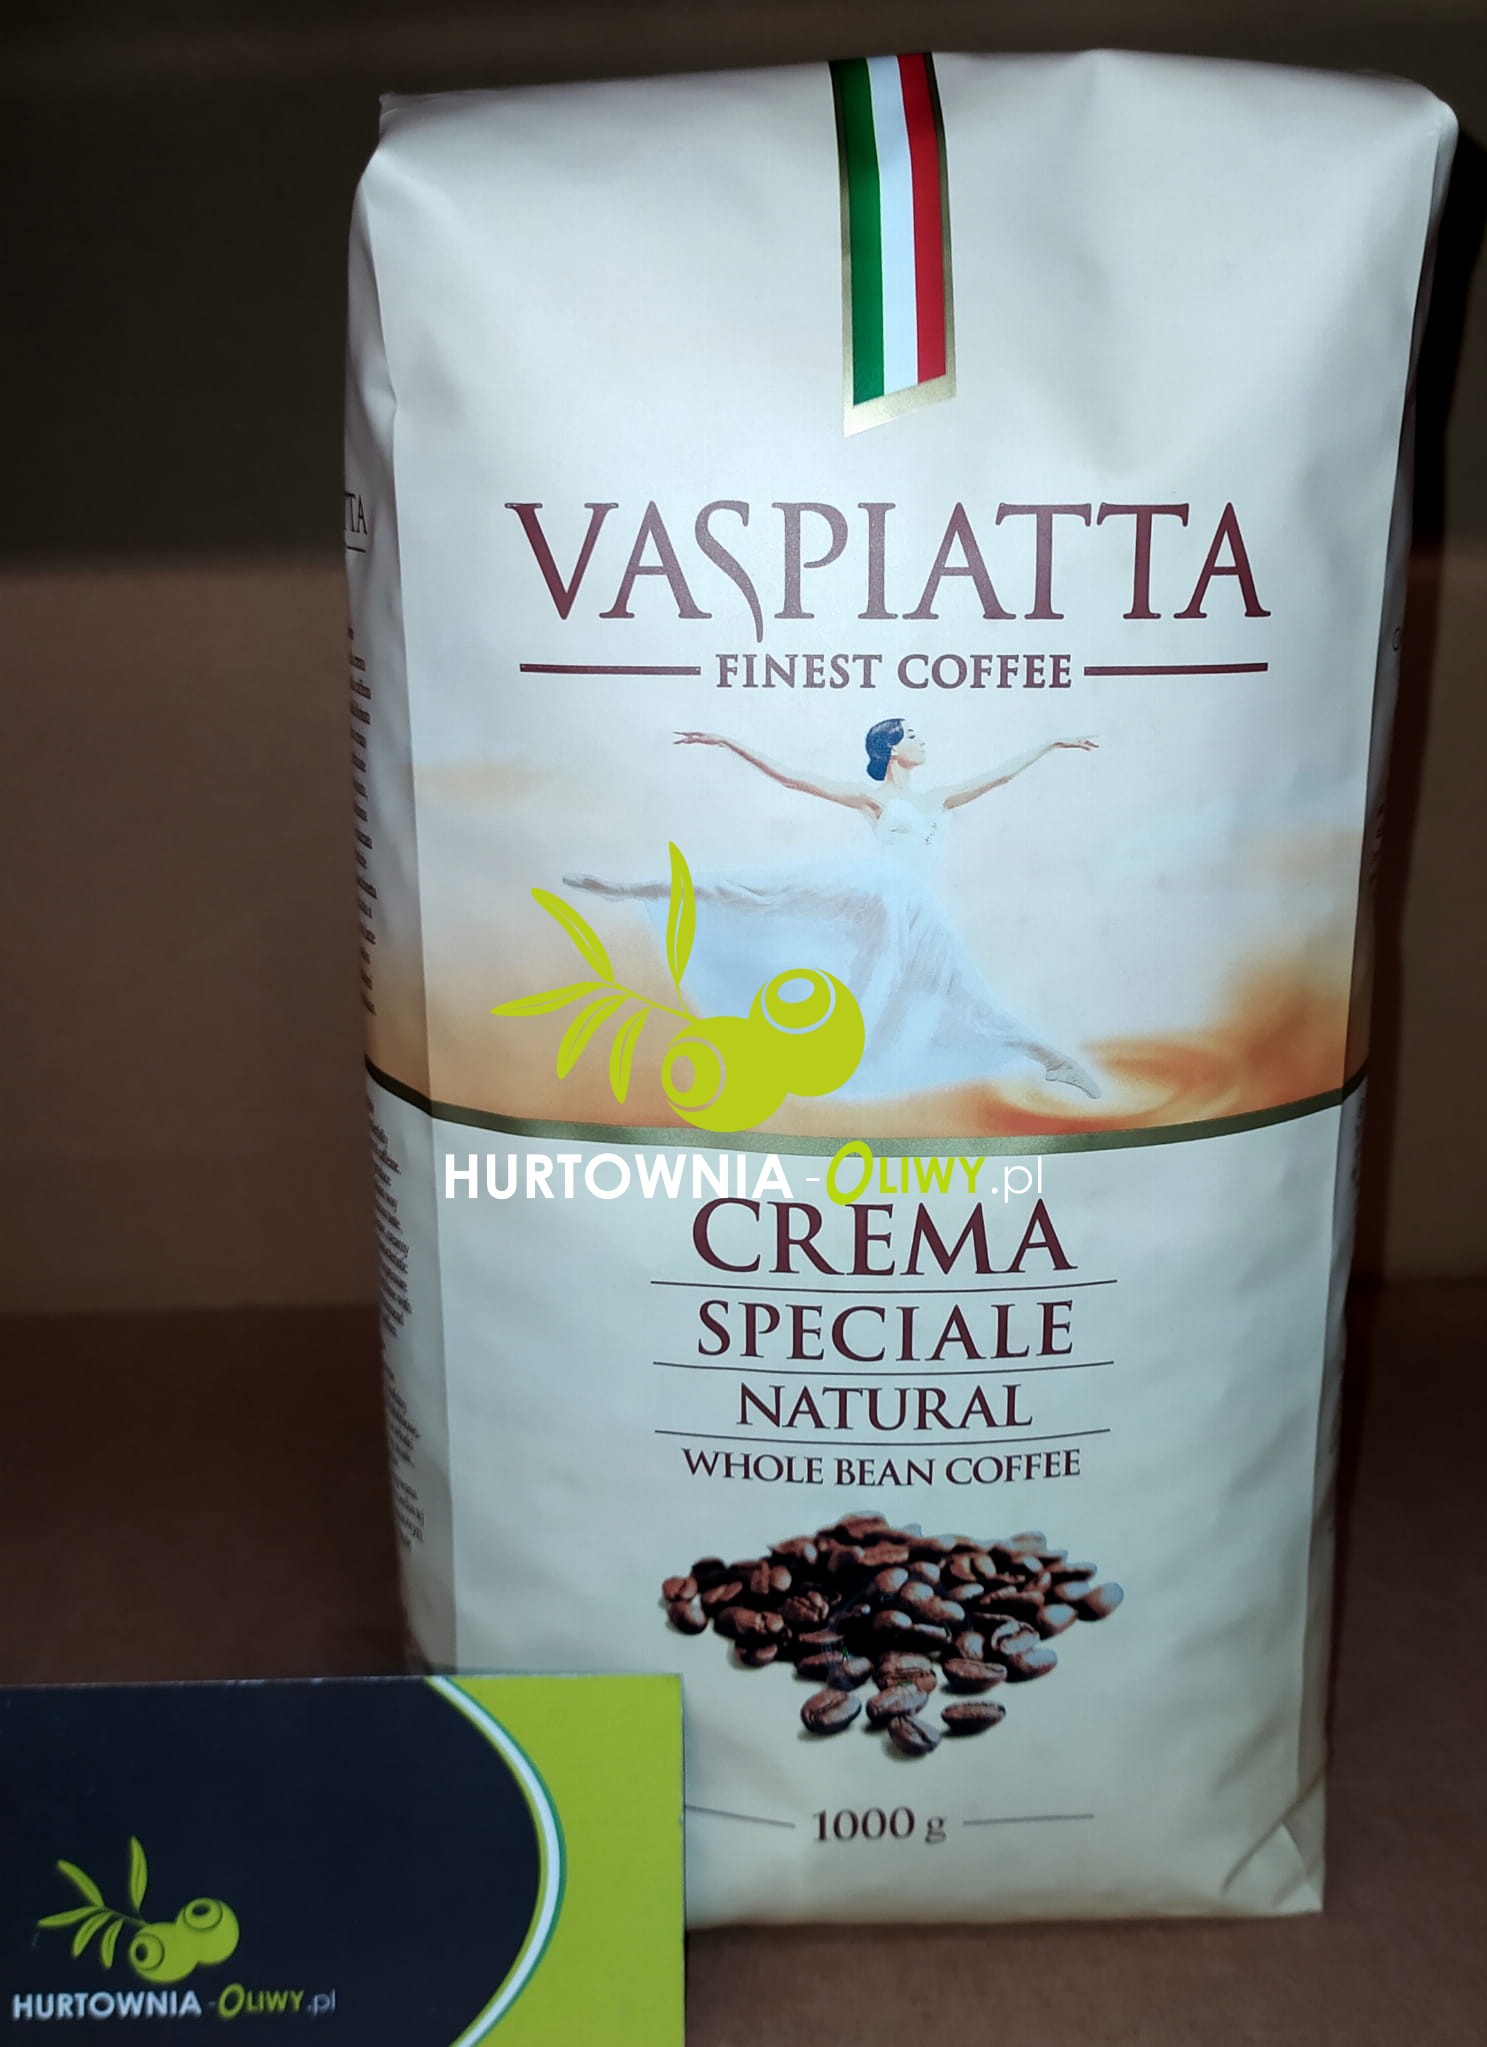 VASPIATTA
FINEST COFFEE
HURTOWNIA-OLIWY.pl
CREMA
SPECIALE
NATURAL
WHOLE BEAN COFFEE
1000 g
HURTOWNIA-OLIWY.pl